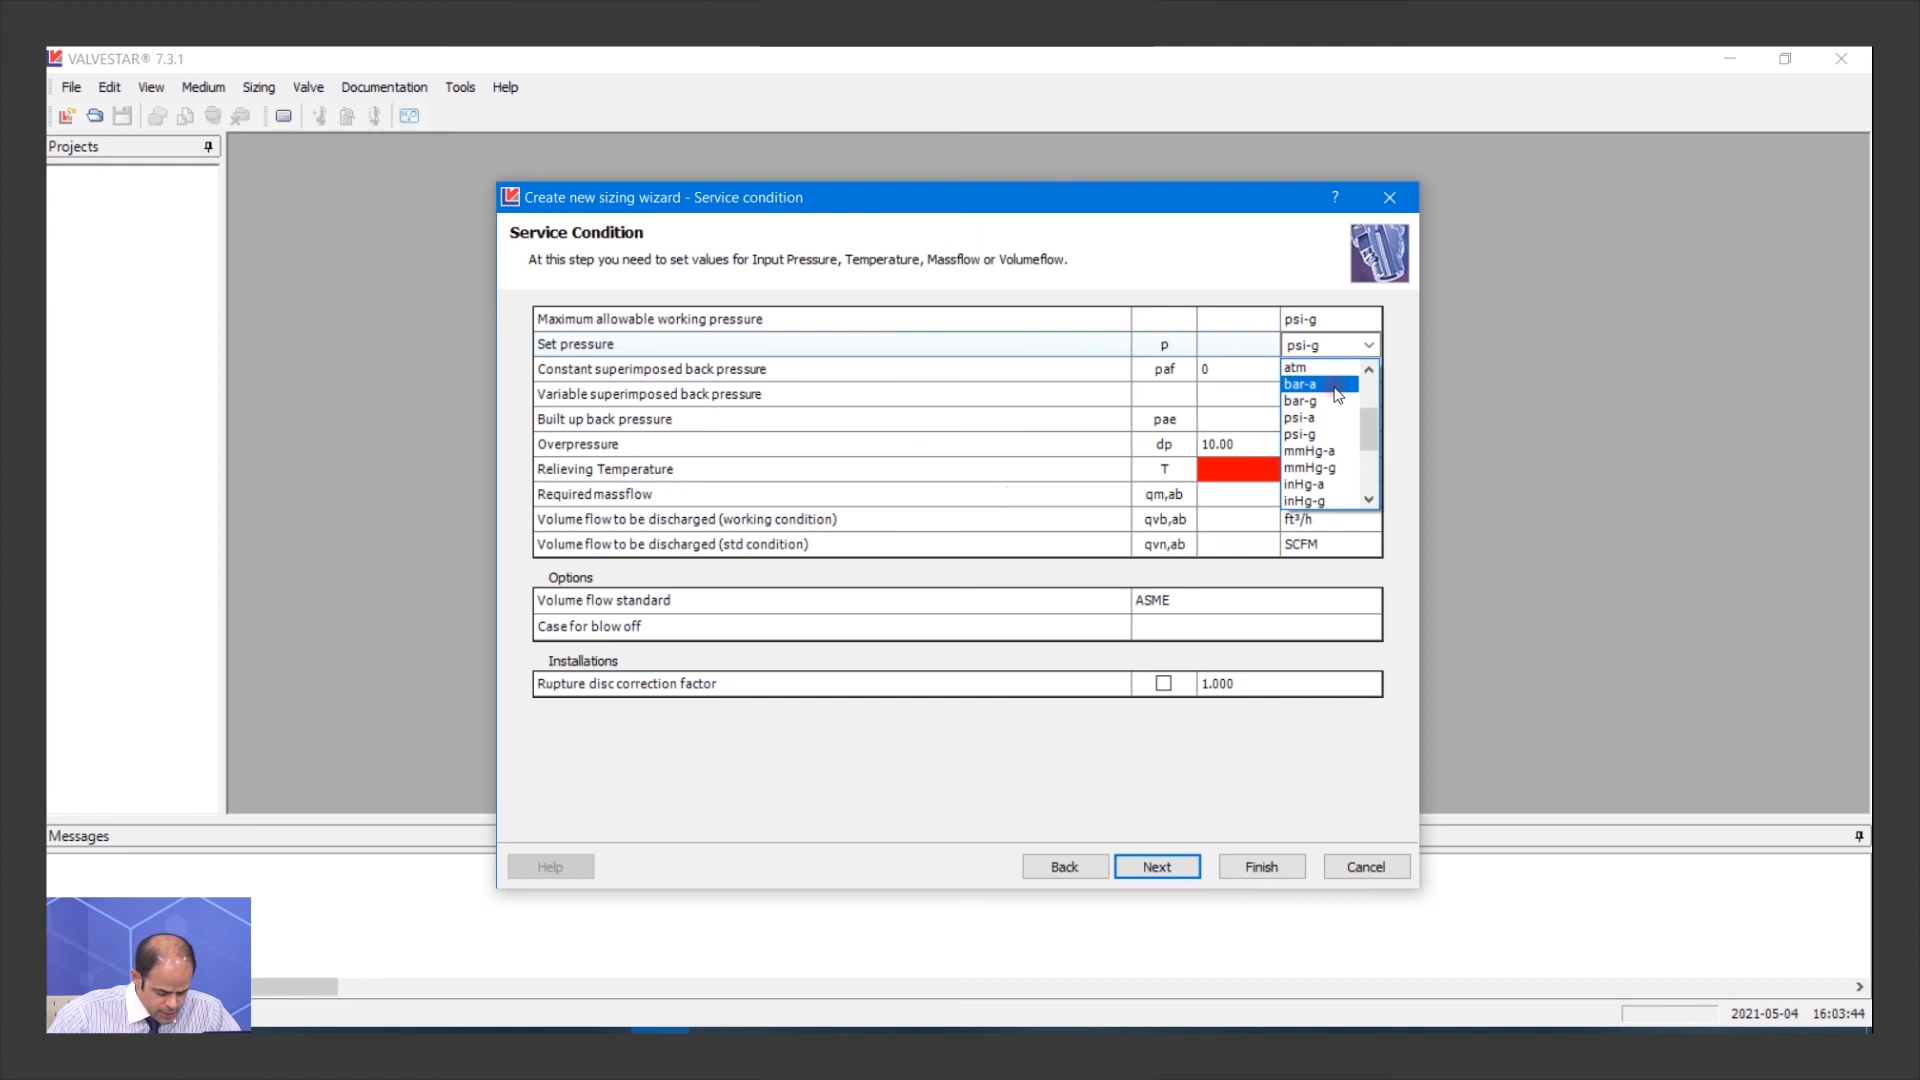 VALVESTAR® 7.3.1
File Edit View Medium Sizing Valve Documentation Tools Help
Projects
Create new sizing wizard - Service condition ?
Service Condition
At this step you need to set values for Input Pressure, Temperature, Massflow or Volumeflow.
Maximum allowable working pressure psi-g
Set pressure p psi-g
Constant superimposed back pressure paf 0
Variable superimposed back pressure
Built up back pressure pae
Overpressure dp 10.00
Relieving Temperature T
Required massflow qm,ab
Volume flow to be discharged (working condition) qvb,ab ft³/h
Volume flow to be discharged (std condition) qvn,ab SCFM
atm
bar-a
bar-g
psi-a
psi-g
mmHg-a
mmHg-g
inHg-a
inHg-g
Options
Volume flow standard ASME
Case for blow off
Installations
Rupture disc correction factor 1.000
Help Back Next Finish Cancel
Messages
2021-05-04 16:03:44